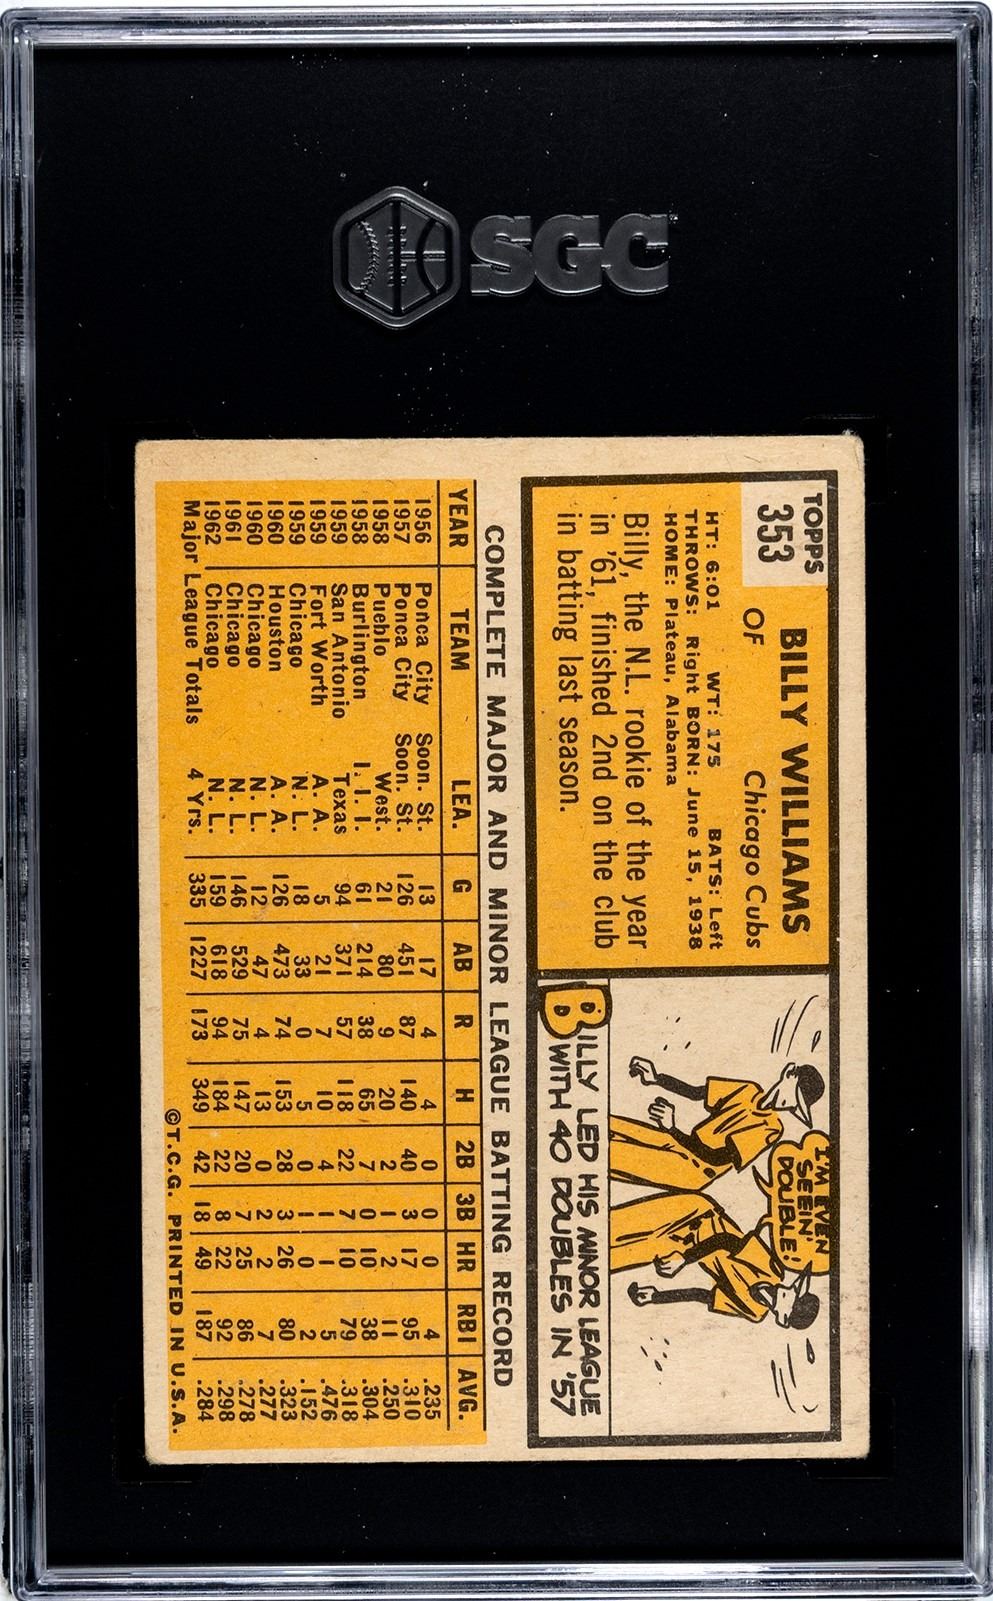 SGC
TOPPS
353
BILLY WILLIAMS
OF Chicago Cubs
HT: 6:01 WT: 175 BATS: Left
THROWS: Right BORN: June 15, 1938
HOME: Plateau, Alabama
Billy, the N.L. rookie of the year
in '61, finished 2nd on the club
in batting last season.
I'M EVEN
SEEIN'
DOUBLE!
BILLY LED HIS MINOR LEAGUE
WITH 40 DOUBLES IN '57
COMPLETE MAJOR AND MINOR LEAGUE BATTING RECORD
YEAR TEAM LEA. G AB R H 2B 3B HR RBI AVG.
1956 Ponca City Soon. St. 13 17 4 4 0 0 0 4 .235
1957 Ponca City Soon. St. 126 451 87 140 40 3 17 95 .310
1958 Pueblo West. 21 80 9 20 2 1 2 11 .250
1958 Burlington I. I. I. 61 214 38 65 7 0 10 38 .304
1959 San Antonio Texas 94 371 57 118 22 7 10 79 .318
1959 Fort Worth A. A. 5 21 7 10 4 1 1 5 .476
1959 Chicago N. L. 18 33 0 5 0 1 0 2 .152
1960 Houston A. A. 126 473 74 153 28 3 26 80 .323
1960 Chicago N. L. 12 47 4 13 0 2 2 7 .277
1961 Chicago N. L. 146 529 75 147 20 7 25 86 .278
1962 Chicago N. L. 159 618 94 184 22 8 22 92 .298
Major League Totals 4 Yrs. 335 1227 173 349 42 18 49 187 .284
©T.C.G. PRINTED IN U.S.A.